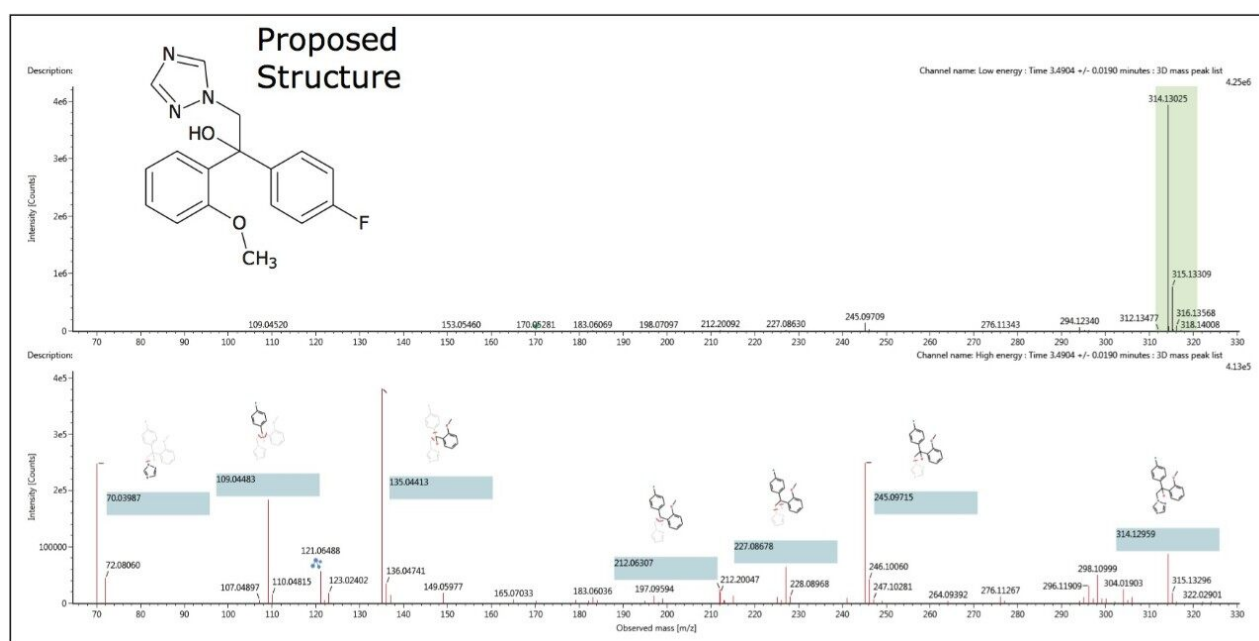 Proposed
Structure
N
N
N
HO
O
CH3
F
Description:
Channel name: Low energy : Time 3.4904 +/- 0.0190 minutes : 3D mass peak list
4.25e6
Intensity [Counts]
4e6
3e6
2e6
1e6
0
109.04520
153.05460
170.05281
183.06069
198.07097
212.20092
227.08630
245.09709
276.11343
294.12340
312.13477
314.13025
315.13309
316.13568
318.14008
70 80 90 100 110 120 130 140 150 160 170 180 190 200 210 220 230 240 250 260 270 280 290 300 310 320 330
Description:
Channel name: High energy : Time 3.4904 +/- 0.0190 minutes : 3D mass peak list
4.13e5
Intensity [Counts]
4e5
3e5
2e5
100000
0
70.03987
72.08060
107.04897
109.04483
110.04815
121.06488
123.02402
135.04413
136.04741
149.05977
165.07033
183.06036
197.09594
212.06307
212.20047
227.08678
228.08968
245.09715
246.10060
247.10281
264.09392
276.11267
296.11909
298.10999
304.01903
314.12959
315.13296
322.02901
70 80 90 100 110 120 130 140 150 160 170 180 190 200 210 220 230 240 250 260 270 280 290 300 310 320 330
Observed mass [m/z]